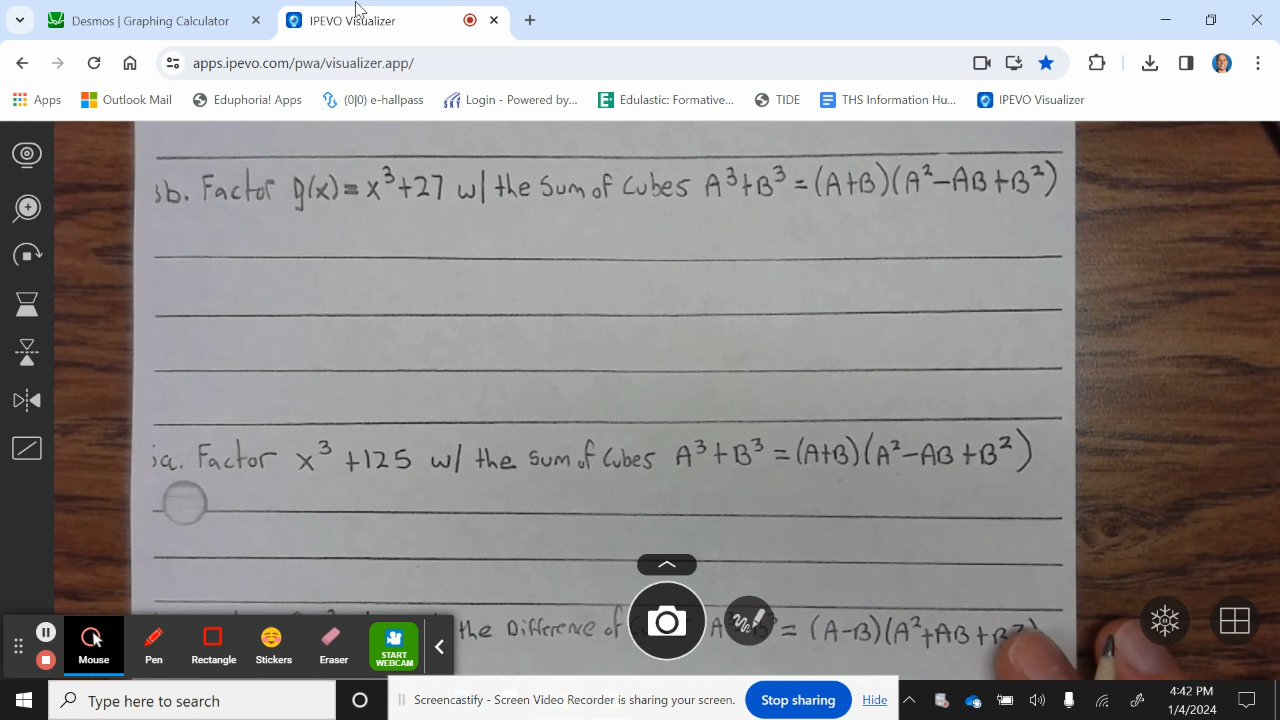 Desmos | Graphing Calculator
IPEVO Visualizer
apps.ipevo.com/pwa/visualizer.app/
Apps
Outlook Mail
Eduphoria! Apps
(0|0) e-hallpass
Login - Powered by...
Edulastic: Formative...
TIDE
THS Information Hu...
IPEVO Visualizer
b. Factor g(x)=x³+27 w/ the Sum of Cubes A³+B³=(A+B)(A²-AB+B²)
a. Factor x³+125 w/ the sum of Cubes A³+B³=(A+B)(A²-AB+B²)
the Difference of = (A-B)(A²+AB+B²)
Mouse
Pen
Rectangle
Stickers
Eraser
START
WEBCAM
Type here to search
Screencastify - Screen Video Recorder is sharing your screen.
Stop sharing
Hide
4:42 PM
1/4/2024